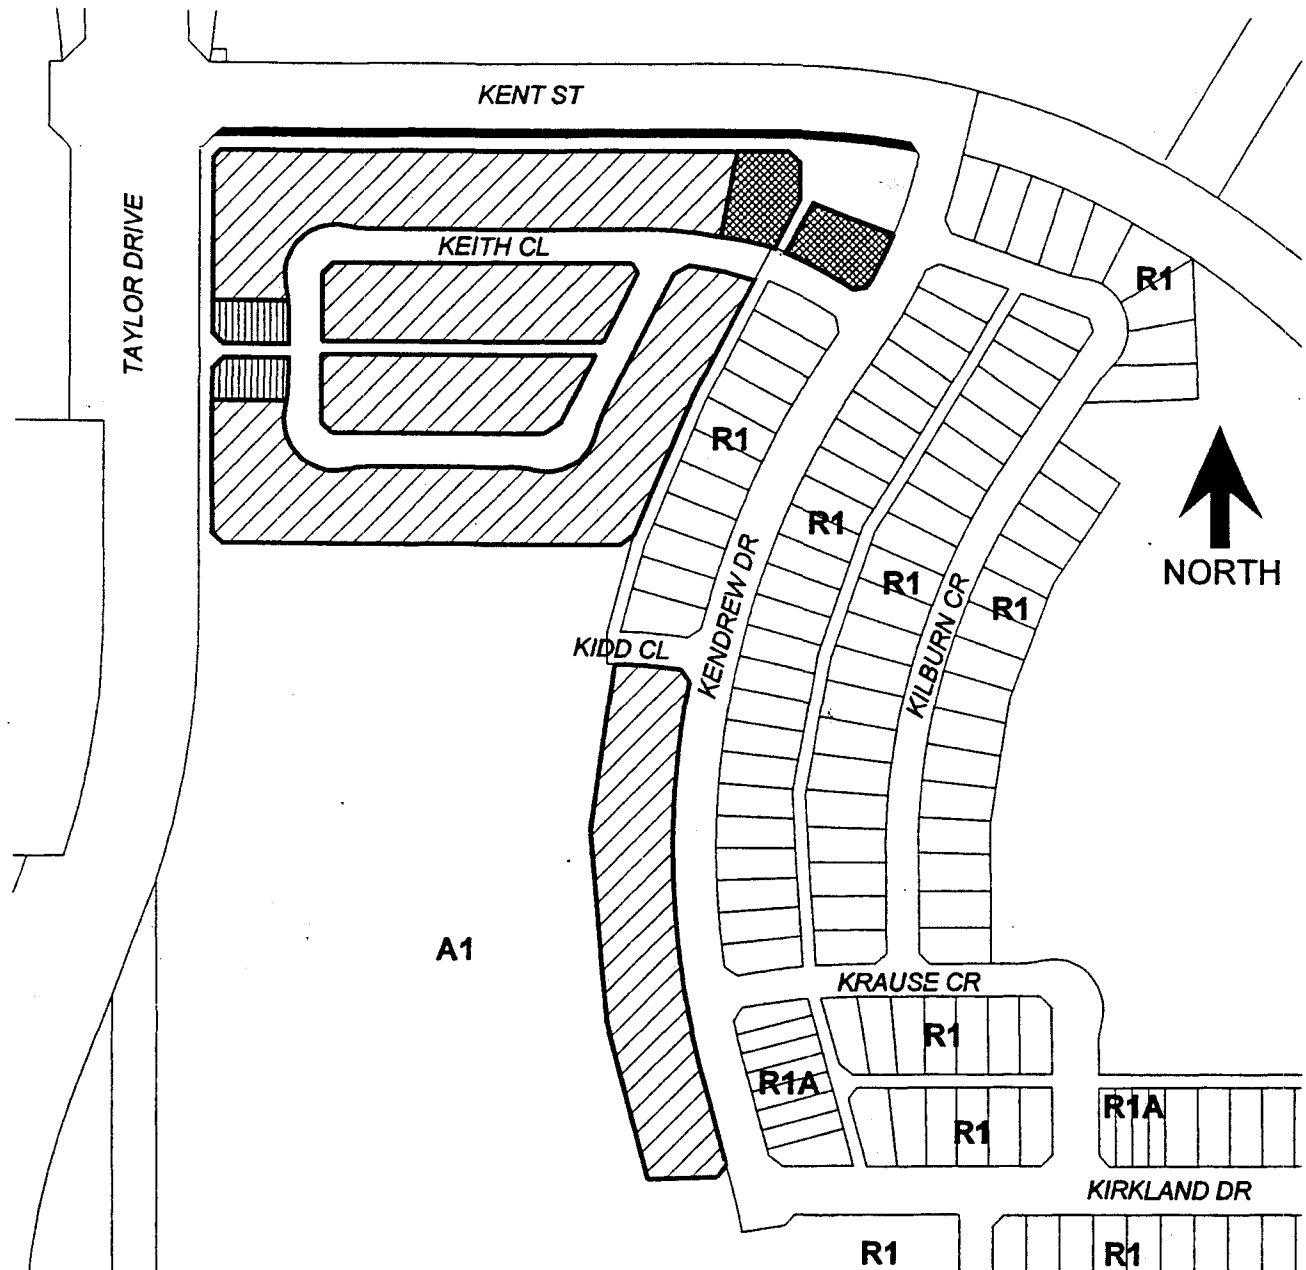 KENT ST
TAYLOR DRIVE
KEITH CL
R1
R1
R1
R1
R1
NORTH
KIDD CL
KENDREW DR
KILBURN CR
A1
KRAUSE CR
R1
R1A
R1A
R1
KIRKLAND DR
R1
R1